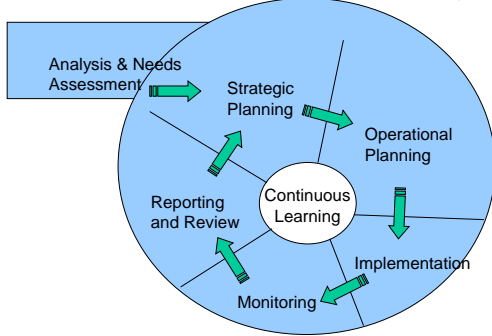 Analysis & Needs
Assessment
Strategic
Planning
Operational
Planning
Continuous
Learning
Reporting
and Review
Implementation
Monitoring